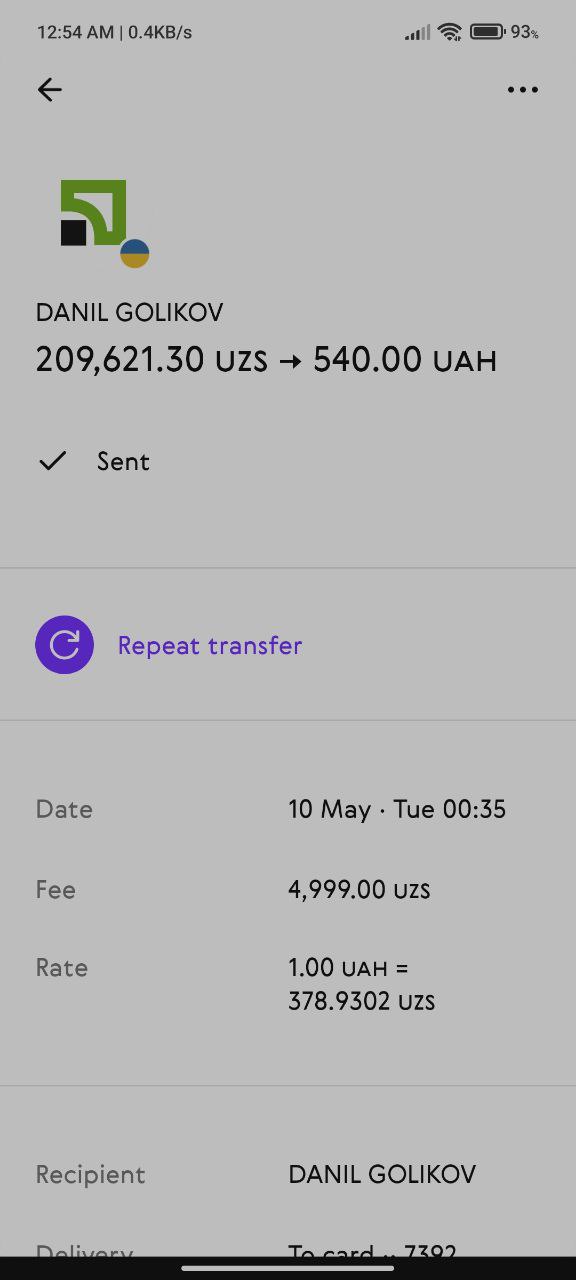 12:54 AM | 0.4KB/s 93%
DANIL GOLIKOV
209,621.30 UZS → 540.00 UAH
Sent
Repeat transfer
Date 10 May · Tue 00:35
Fee 4,999.00 UZS
Rate 1.00 UAH =
378.9302 UZS
Recipient DANIL GOLIKOV
Delivery To card ·· 7392